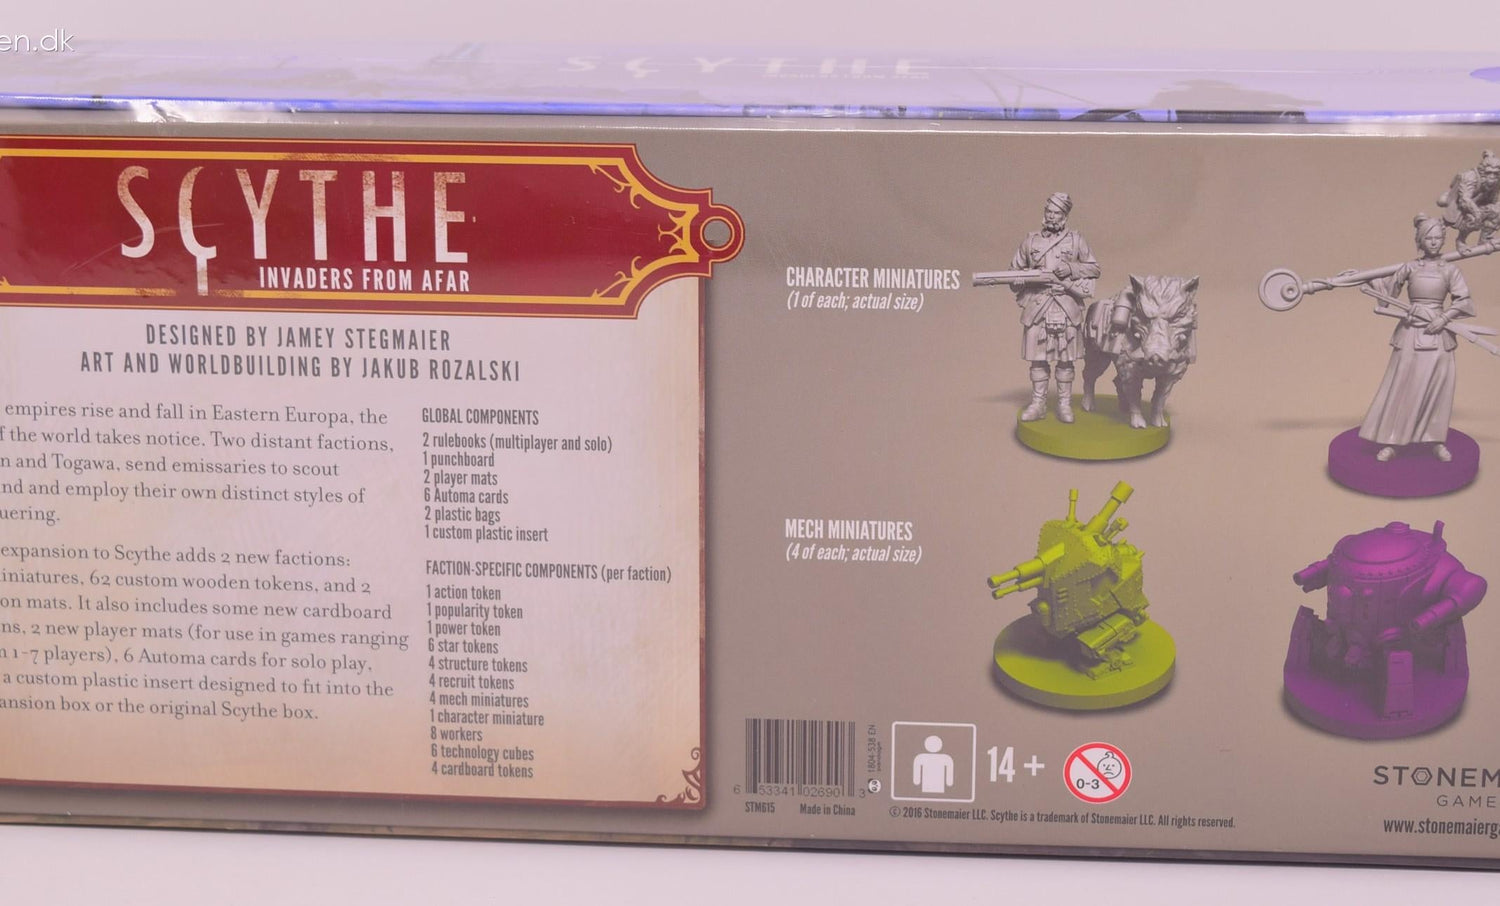 en.dk
SCYTHE
SCYTHE
INVADERS FROM AFAR
DESIGNED BY JAMEY STEGMAIER
ART AND WORLDBUILDING BY JAKUB ROZALSKI
empires rise and fall in Eastern Europa, the
f the world takes notice. Two distant factions,
n and Togawa, send emissaries to scout
nd and employ their own distinct styles of
uering.
expansion to Scythe adds 2 new factions:
iniatures, 62 custom wooden tokens, and 2
on mats. It also includes some new cardboard
ns, 2 new player mats (for use in games ranging
1-7 players), 6 Automa cards for solo play,
a custom plastic insert designed to fit into the
ansion box or the original Scythe box.
GLOBAL COMPONENTS
2 rulebooks (multiplayer and solo)
1 punchboard
2 player mats
6 Automa cards
2 plastic bags
1 custom plastic insert
FACTION-SPECIFIC COMPONENTS (per faction)
1 action token
1 popularity token
1 power token
6 star tokens
4 structure tokens
4 recruit tokens
4 mech miniatures
1 character miniature
8 workers
6 technology cubes
4 cardboard tokens
CHARACTER MINIATURES
(1 of each; actual size)
MECH MINIATURES
(4 of each; actual size)
6 53341 02690 3
STM615 Made in China
1804-538 EN
14+
0-3
© 2016 Stonemaier LLC. Scythe is a trademark of Stonemaier LLC. All rights reserved.
STONEM
GAME
www.stonemaierga